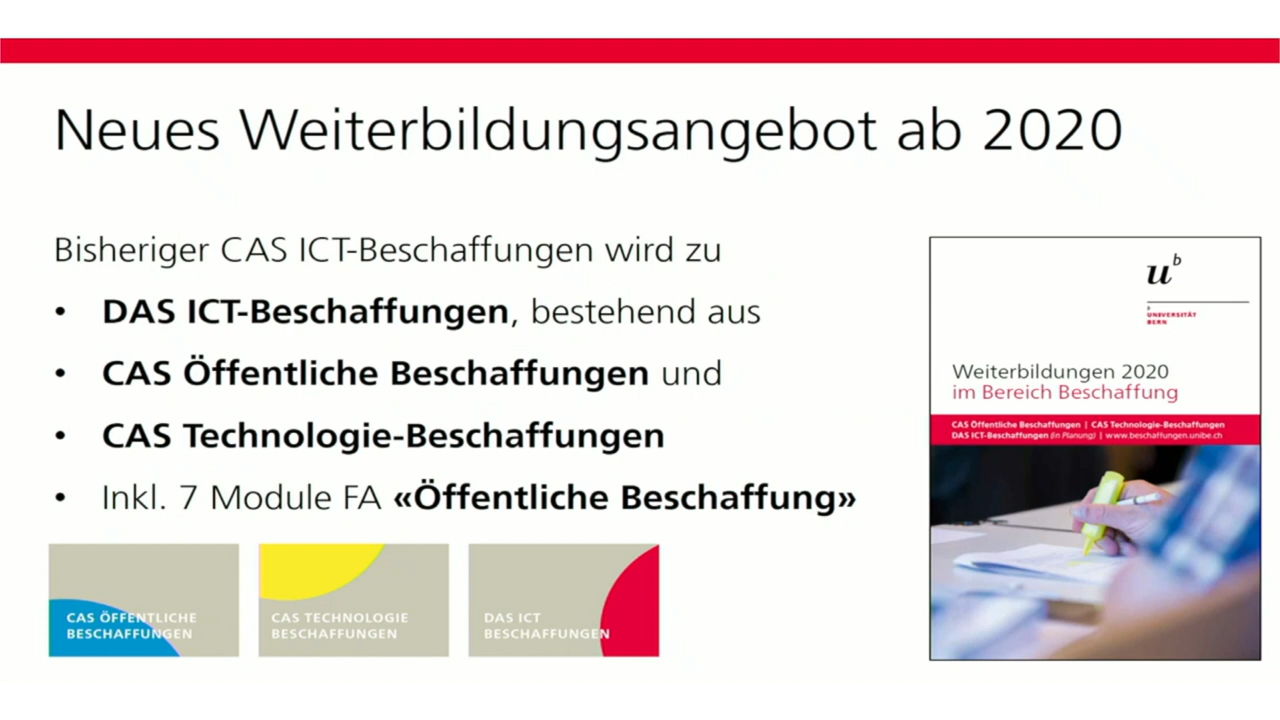 Neues Weiterbildungsangebot ab 2020
Bisheriger CAS ICT-Beschaffungen wird zu
• DAS ICT-Beschaffungen, bestehend aus
• CAS Öffentliche Beschaffungen und
• CAS Technologie-Beschaffungen
• Inkl. 7 Module FA «Öffentliche Beschaffung»
CAS ÖFFENTLICHE
BESCHAFFUNGEN
CAS TECHNOLOGIE
BESCHAFFUNGEN
DAS ICT
BESCHAFFUNGEN
u b
b
UNIVERSITÄT
BERN
Weiterbildungen 2020
im Bereich Beschaffung
CAS Öffentliche Beschaffungen | CAS Technologie-Beschaffungen
DAS ICT-Beschaffungen (in Planung) | www.beschaffungen.unibe.ch